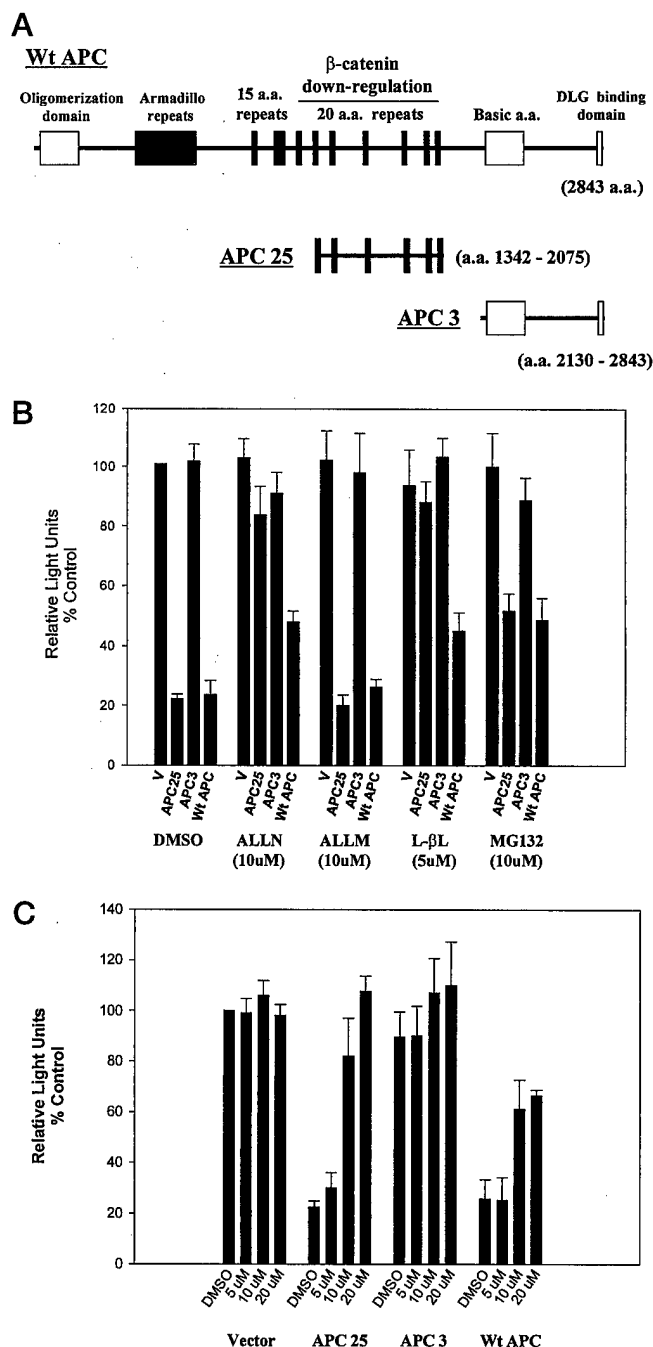 A
Wt APC
β-catenin
down-regulation
Oligomerization
domain
Armadillo
repeats
15 a.a.
repeats
20 a.a. repeats
Basic a.a.
DLG binding
domain
(2843 a.a.)
APC 25
(a.a. 1342 - 2075)
APC 3
(a.a. 2130 - 2843)
B
Relative Light Units
% Control
120
100
80
60
40
20
0
V
APC25
APC3
Wt APC
V
APC25
APC3
Wt APC
V
APC25
APC3
Wt APC
V
APC25
APC3
Wt APC
V
APC25
APC3
Wt APC
DMSO
ALLN
(10uM)
ALLM
(10uM)
L-βL
(5uM)
MG132
(10uM)
C
Relative Light Units
% Control
140
120
100
80
60
40
20
0
DMSO
5 uM
10 uM
20 uM
DMSO
5 uM
10 uM
20 uM
DMSO
5 uM
10 uM
20 uM
DMSO
5 uM
10 uM
20 uM
Vector
APC 25
APC 3
Wt APC